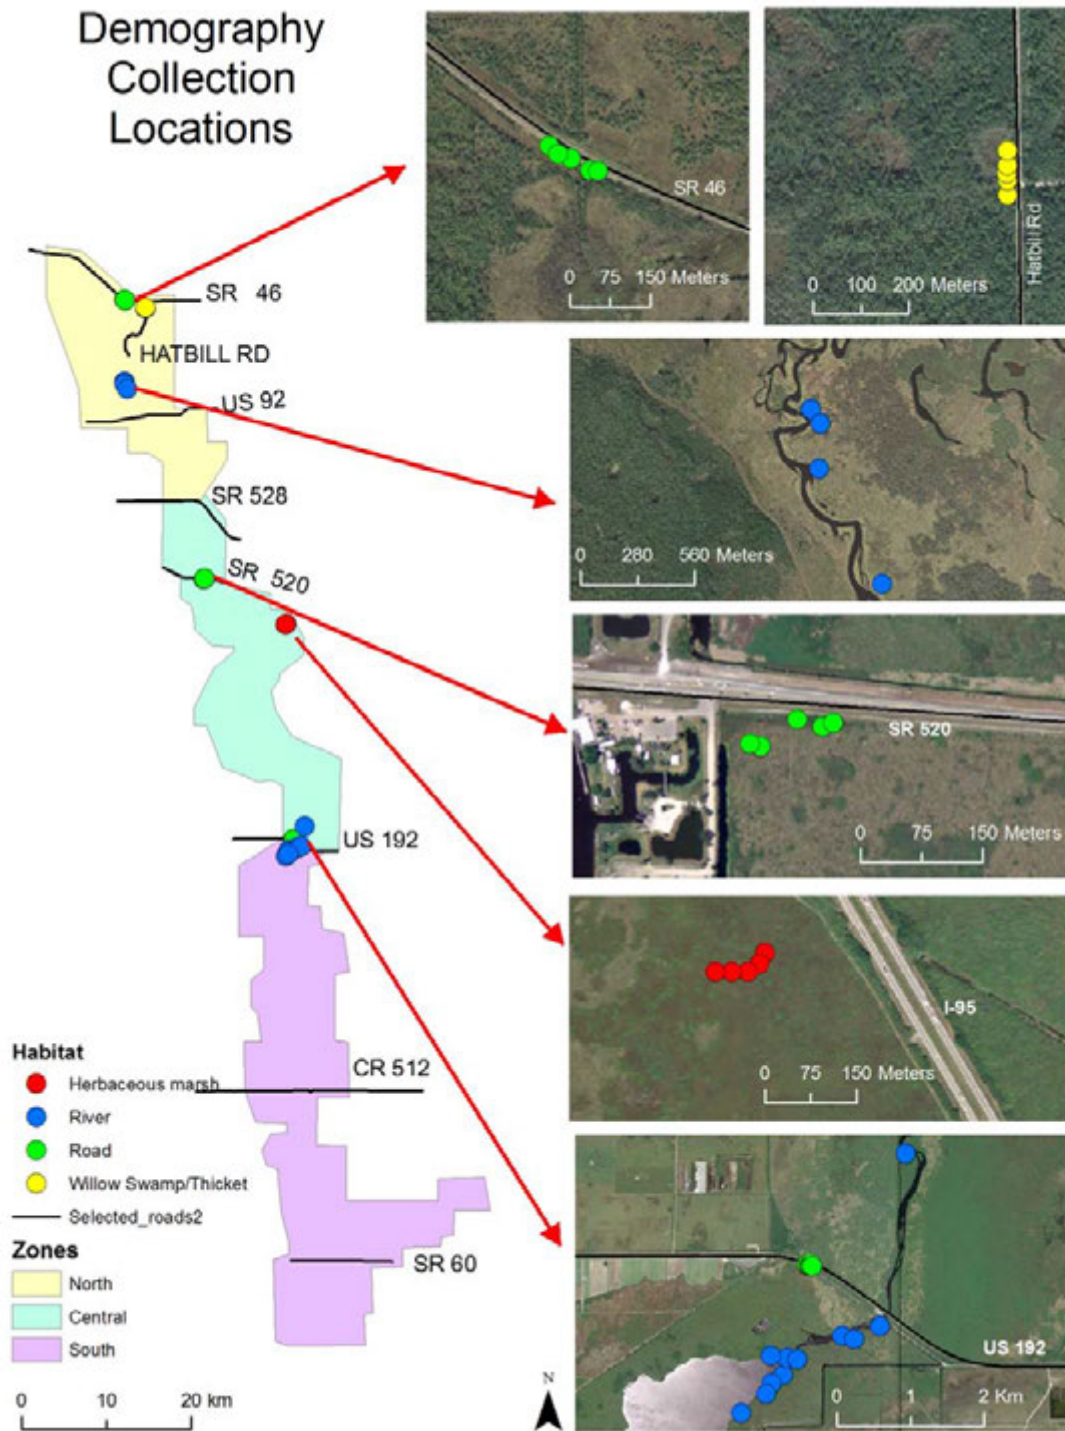 Demography
Collection
Locations
SR 46
0 75 150 Meters
Hatbill Rd
0 100 200 Meters
SR 46
HATBILL RD
US 92
0 280 560 Meters
SR 528
SR 520
SR 520
0 75 150 Meters
US 192
I-95
0 75 150 Meters
CR 512
Habitat
Herbaceous marsh
River
Road
Willow Swamp/Thicket
Selected_roads2
Zones
North
Central
South
SR 60
US 192
0 1 2 Km
0 10 20 km
N